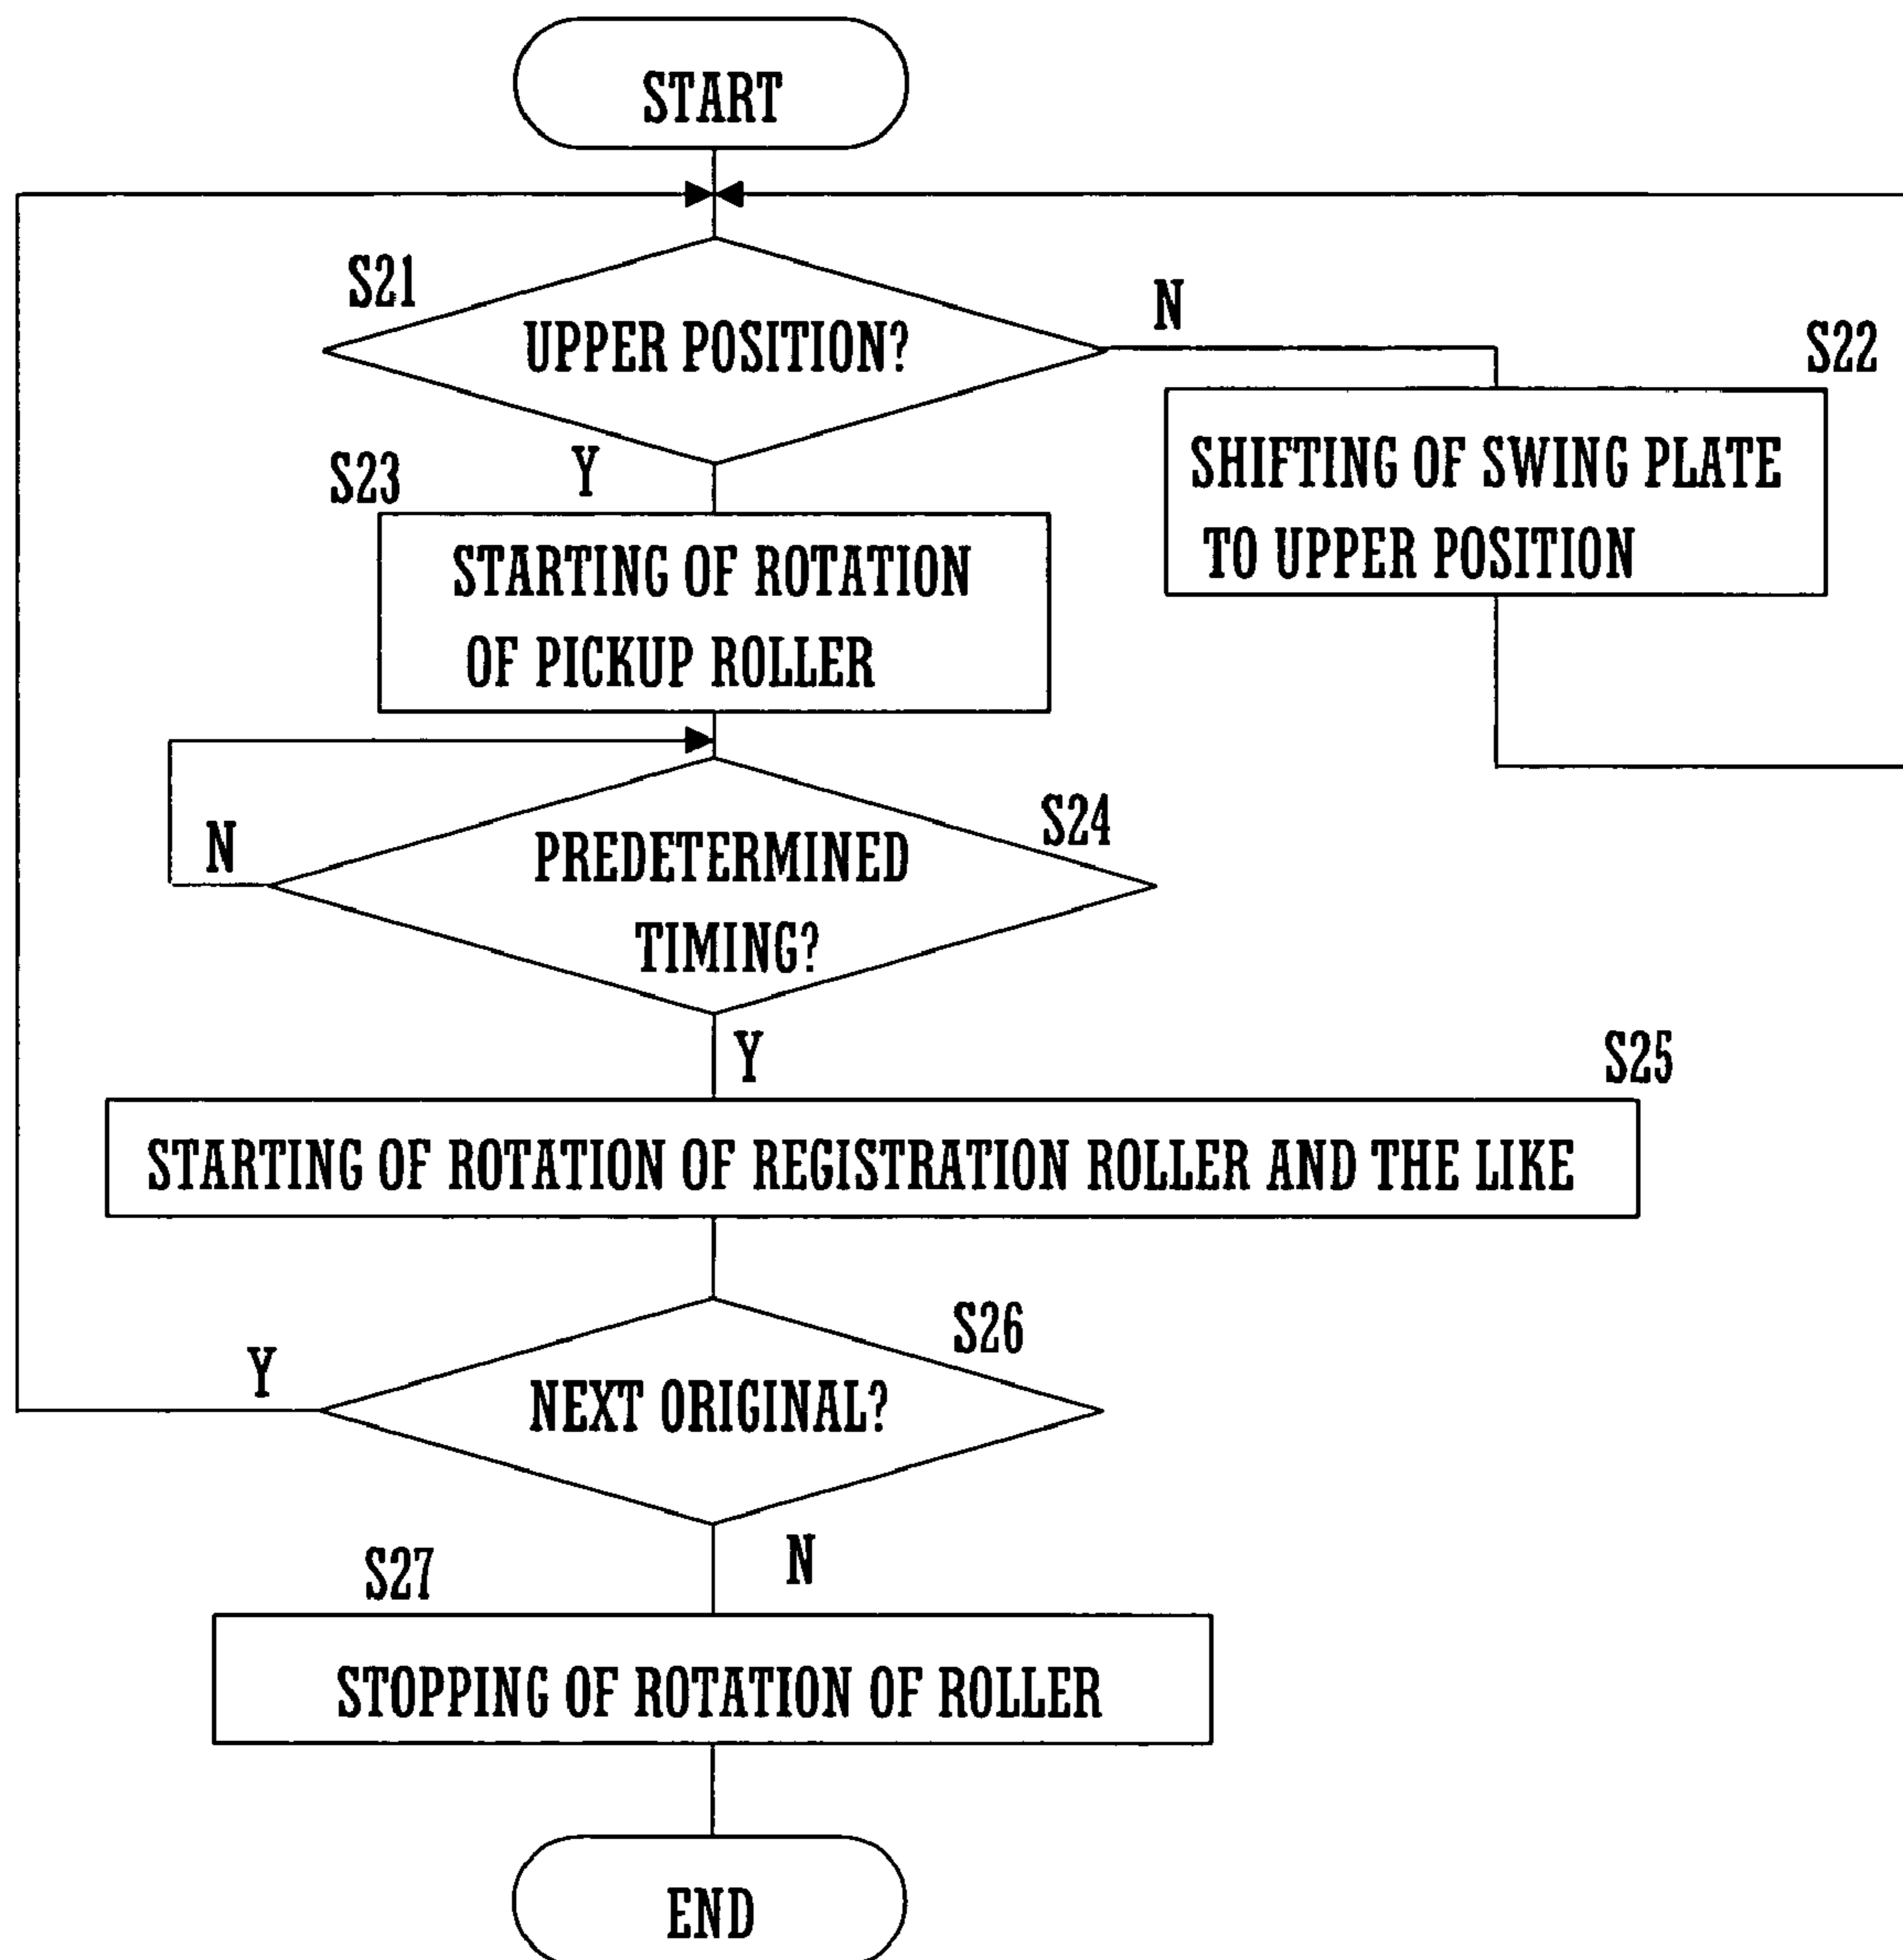 START
S21
UPPER POSITION?
N
S22
SHIFTING OF SWING PLATE
TO UPPER POSITION
Y
S23
STARTING OF ROTATION
OF PICKUP ROLLER
S24
N
PREDETERMINED
TIMING?
Y
S25
STARTING OF ROTATION OF REGISTRATION ROLLER AND THE LIKE
S26
Y
NEXT ORIGINAL?
N
S27
STOPPING OF ROTATION OF ROLLER
END